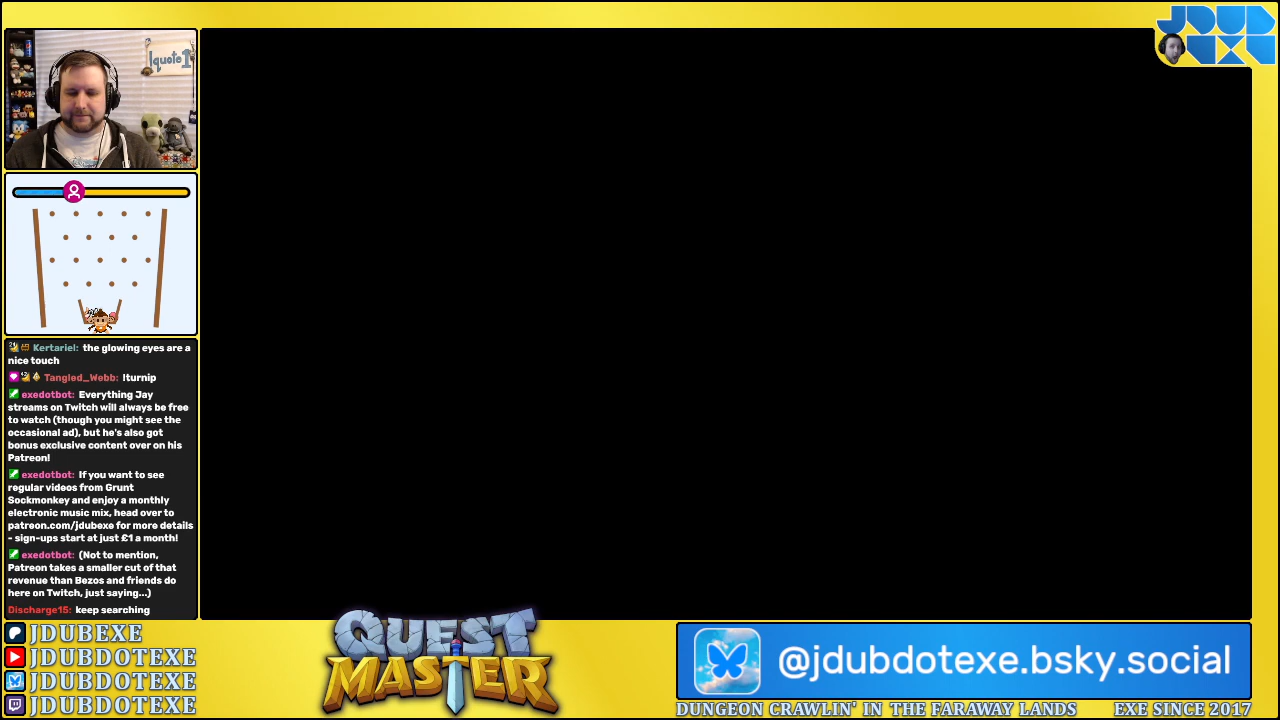 JDUB
EXE
!quote
Kertariel: the glowing eyes are a
nice touch
Tangled_Webb: !turnip
exedotbot: Everything Jay
streams on Twitch will always be free
to watch (though you might see the
occasional ad), but he's also got
bonus exclusive content over on his
Patreon!
exedotbot: If you want to see
regular videos from Grunt
Sockmonkey and enjoy a monthly
electronic music mix, head over to
patreon.com/jdubexe for more details
- sign-ups start at just £1 a month!
exedotbot: (Not to mention,
Patreon takes a smaller cut of that
revenue than Bezos and friends do
here on Twitch, just saying...)
Discharge15: keep searching
JDUBEXE
JDUBDOTEXE
JDUBDOTEXE
JDUBDOTEXE
QUEST
MASTER
@jdubdotexe.bsky.social
DUNGEON CRAWLIN' IN THE FARAWAY LANDS EXE SINCE 2017